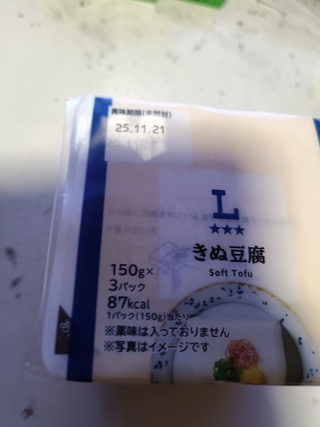 賞味期限(未開封)
25.11.21
L
★★★
きぬ豆腐
Soft Tofu
150g×
3パック
87kcal
1パック(150g)当たり
※薬味は入っておりません
※写真はイメージです